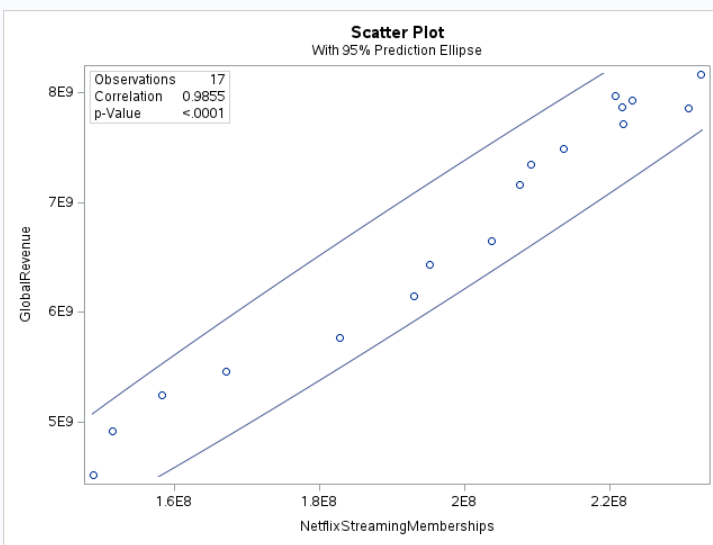 Scatter Plot
With 95% Prediction Ellipse
Observations 17
Correlation 0.9855
p-Value <.0001
8E9
7E9
6E9
5E9
GlobalRevenue
1.6E8 1.8E8 2E8 2.2E8
NetflixStreamingMemberships